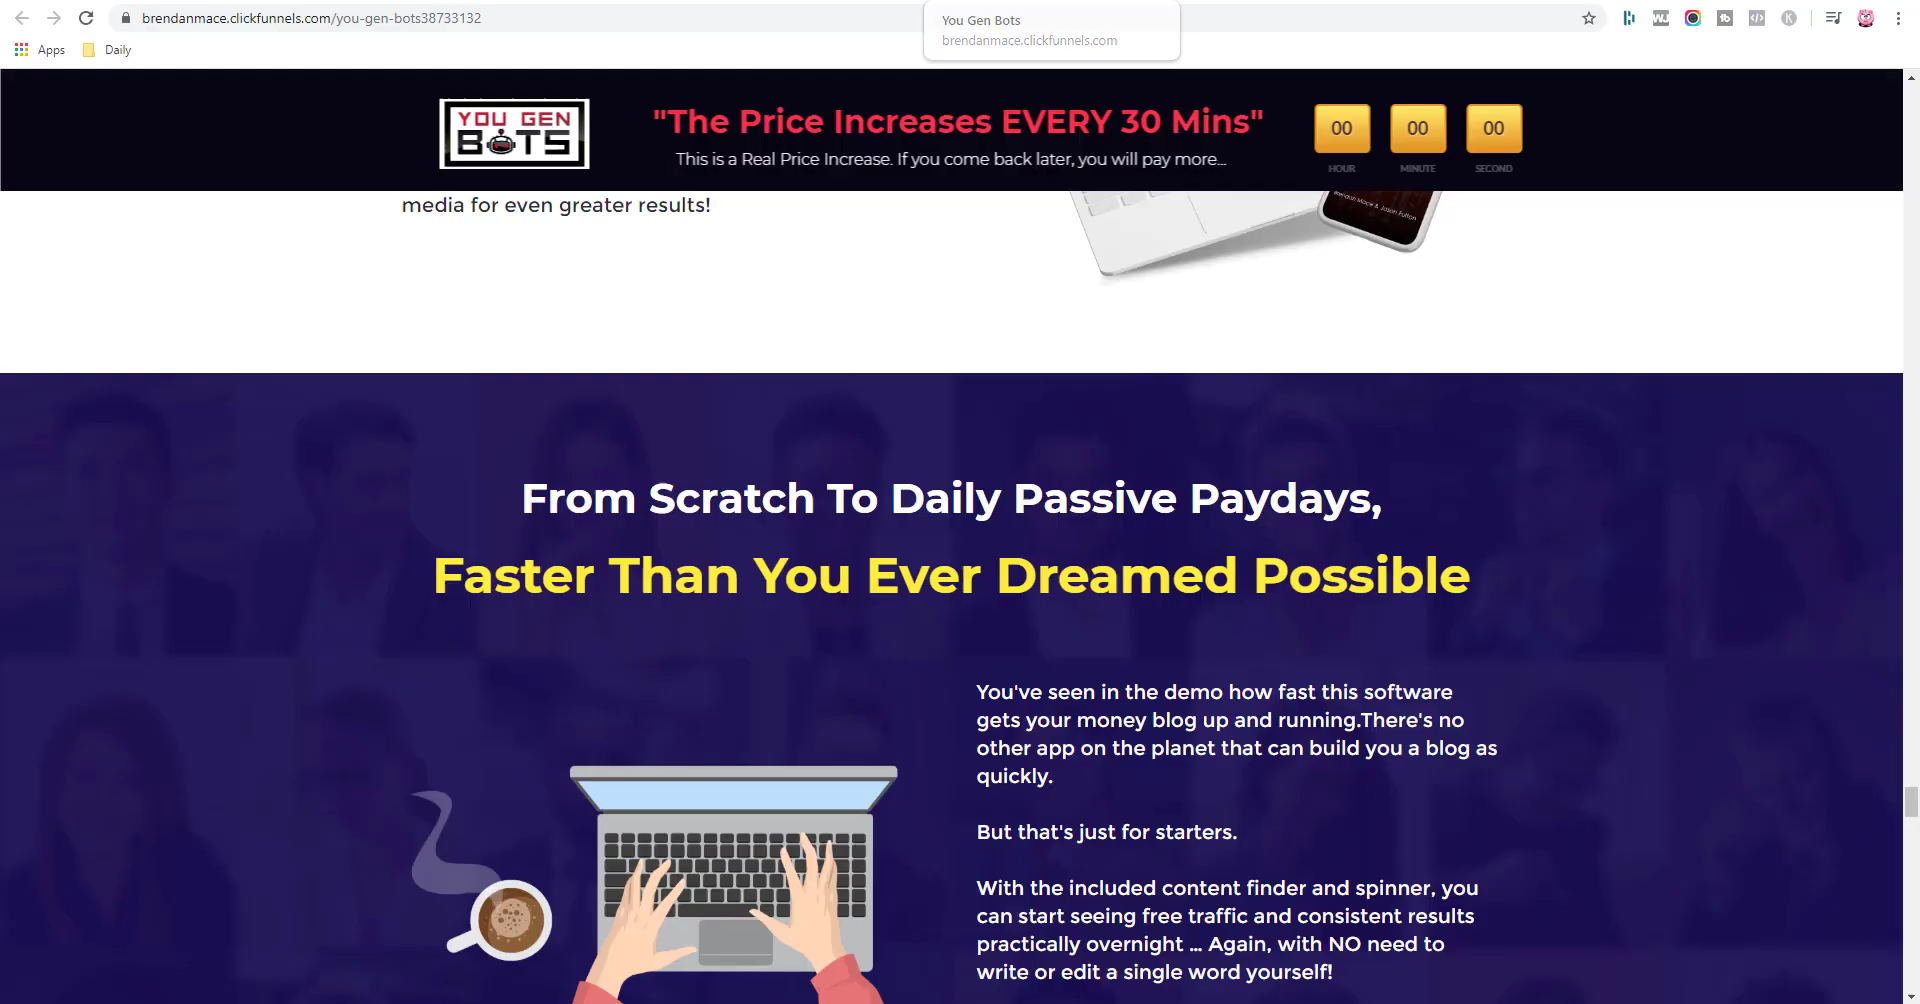 brendanmace.clickfunnels.com/you-gen-bots38733132
You Gen Bots
brendanmace.clickfunnels.com
Apps
Daily
YOU GEN
BOTS
"The Price Increases EVERY 30 Mins"
This is a Real Price Increase. If you come back later, you will pay more...
00 00 00
HOUR MINUTE SECOND
media for even greater results!
Brendan Mace & Jason Fulton
From Scratch To Daily Passive Paydays,
Faster Than You Ever Dreamed Possible
You've seen in the demo how fast this software
gets your money blog up and running.There's no
other app on the planet that can build you a blog as
quickly.
But that's just for starters.
With the included content finder and spinner, you
can start seeing free traffic and consistent results
practically overnight ... Again, with NO need to
write or edit a single word yourself!